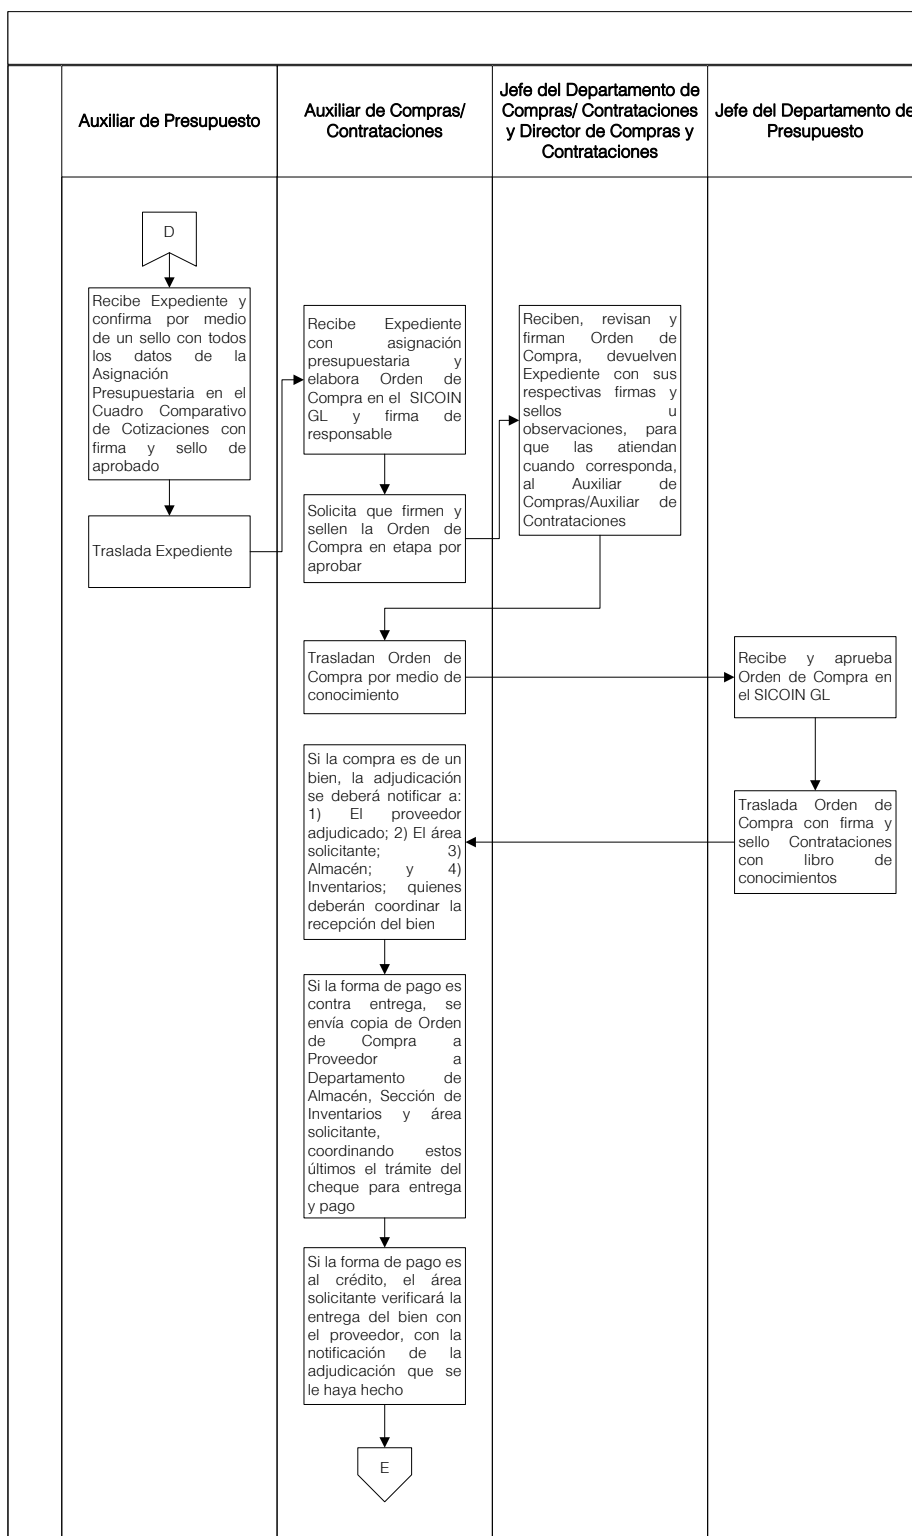 Auxiliar de Presupuesto
Auxiliar de Compras/
Contrataciones
Jefe del Departamento de
Compras/ Contrataciones
y Director de Compras y
Contrataciones
Jefe del Departamento de
Presupuesto
D
Recibe Expediente y
confirma por medio
de un sello con todos
los datos de la
Asignación
Presupuestaria en el
Cuadro Comparativo
de Cotizaciones con
firma y sello de
aprobado
Traslada Expediente
Recibe Expediente
con asignación
presupuestaria y
elabora Orden de
Compra en el SICOIN
GL y firma de
responsable
Solicita que firmen y
sellen la Orden de
Compra en etapa por
aprobar
Reciben, revisan y
firman Orden de
Compra, devuelven
Expediente con sus
respectivas firmas y
sellos u
observaciones, para
que las atiendan
cuando corresponda,
al Auxiliar de
Compras/Auxiliar de
Contrataciones
Trasladan Orden de
Compra por medio de
conocimiento
Recibe y aprueba
Orden de Compra en
el SICOIN GL
Traslada Orden de
Compra con firma y
sello Contrataciones
con libro de
conocimientos
Si la compra es de un
bien, la adjudicación
se deberá notificar a:
1) El proveedor
adjudicado; 2) El área
solicitante; 3)
Almacén; y 4)
Inventarios; quienes
deberán coordinar la
recepción del bien
Si la forma de pago es
contra entrega, se
envía copia de Orden
de Compra a
Proveedor a
Departamento de
Almacén, Sección de
Inventarios y área
solicitante,
coordinando estos
últimos el trámite del
cheque para entrega
y pago
Si la forma de pago es
al crédito, el área
solicitante verificará la
entrega del bien con
el proveedor, con la
notificación de la
adjudicación que se
le haya hecho
E